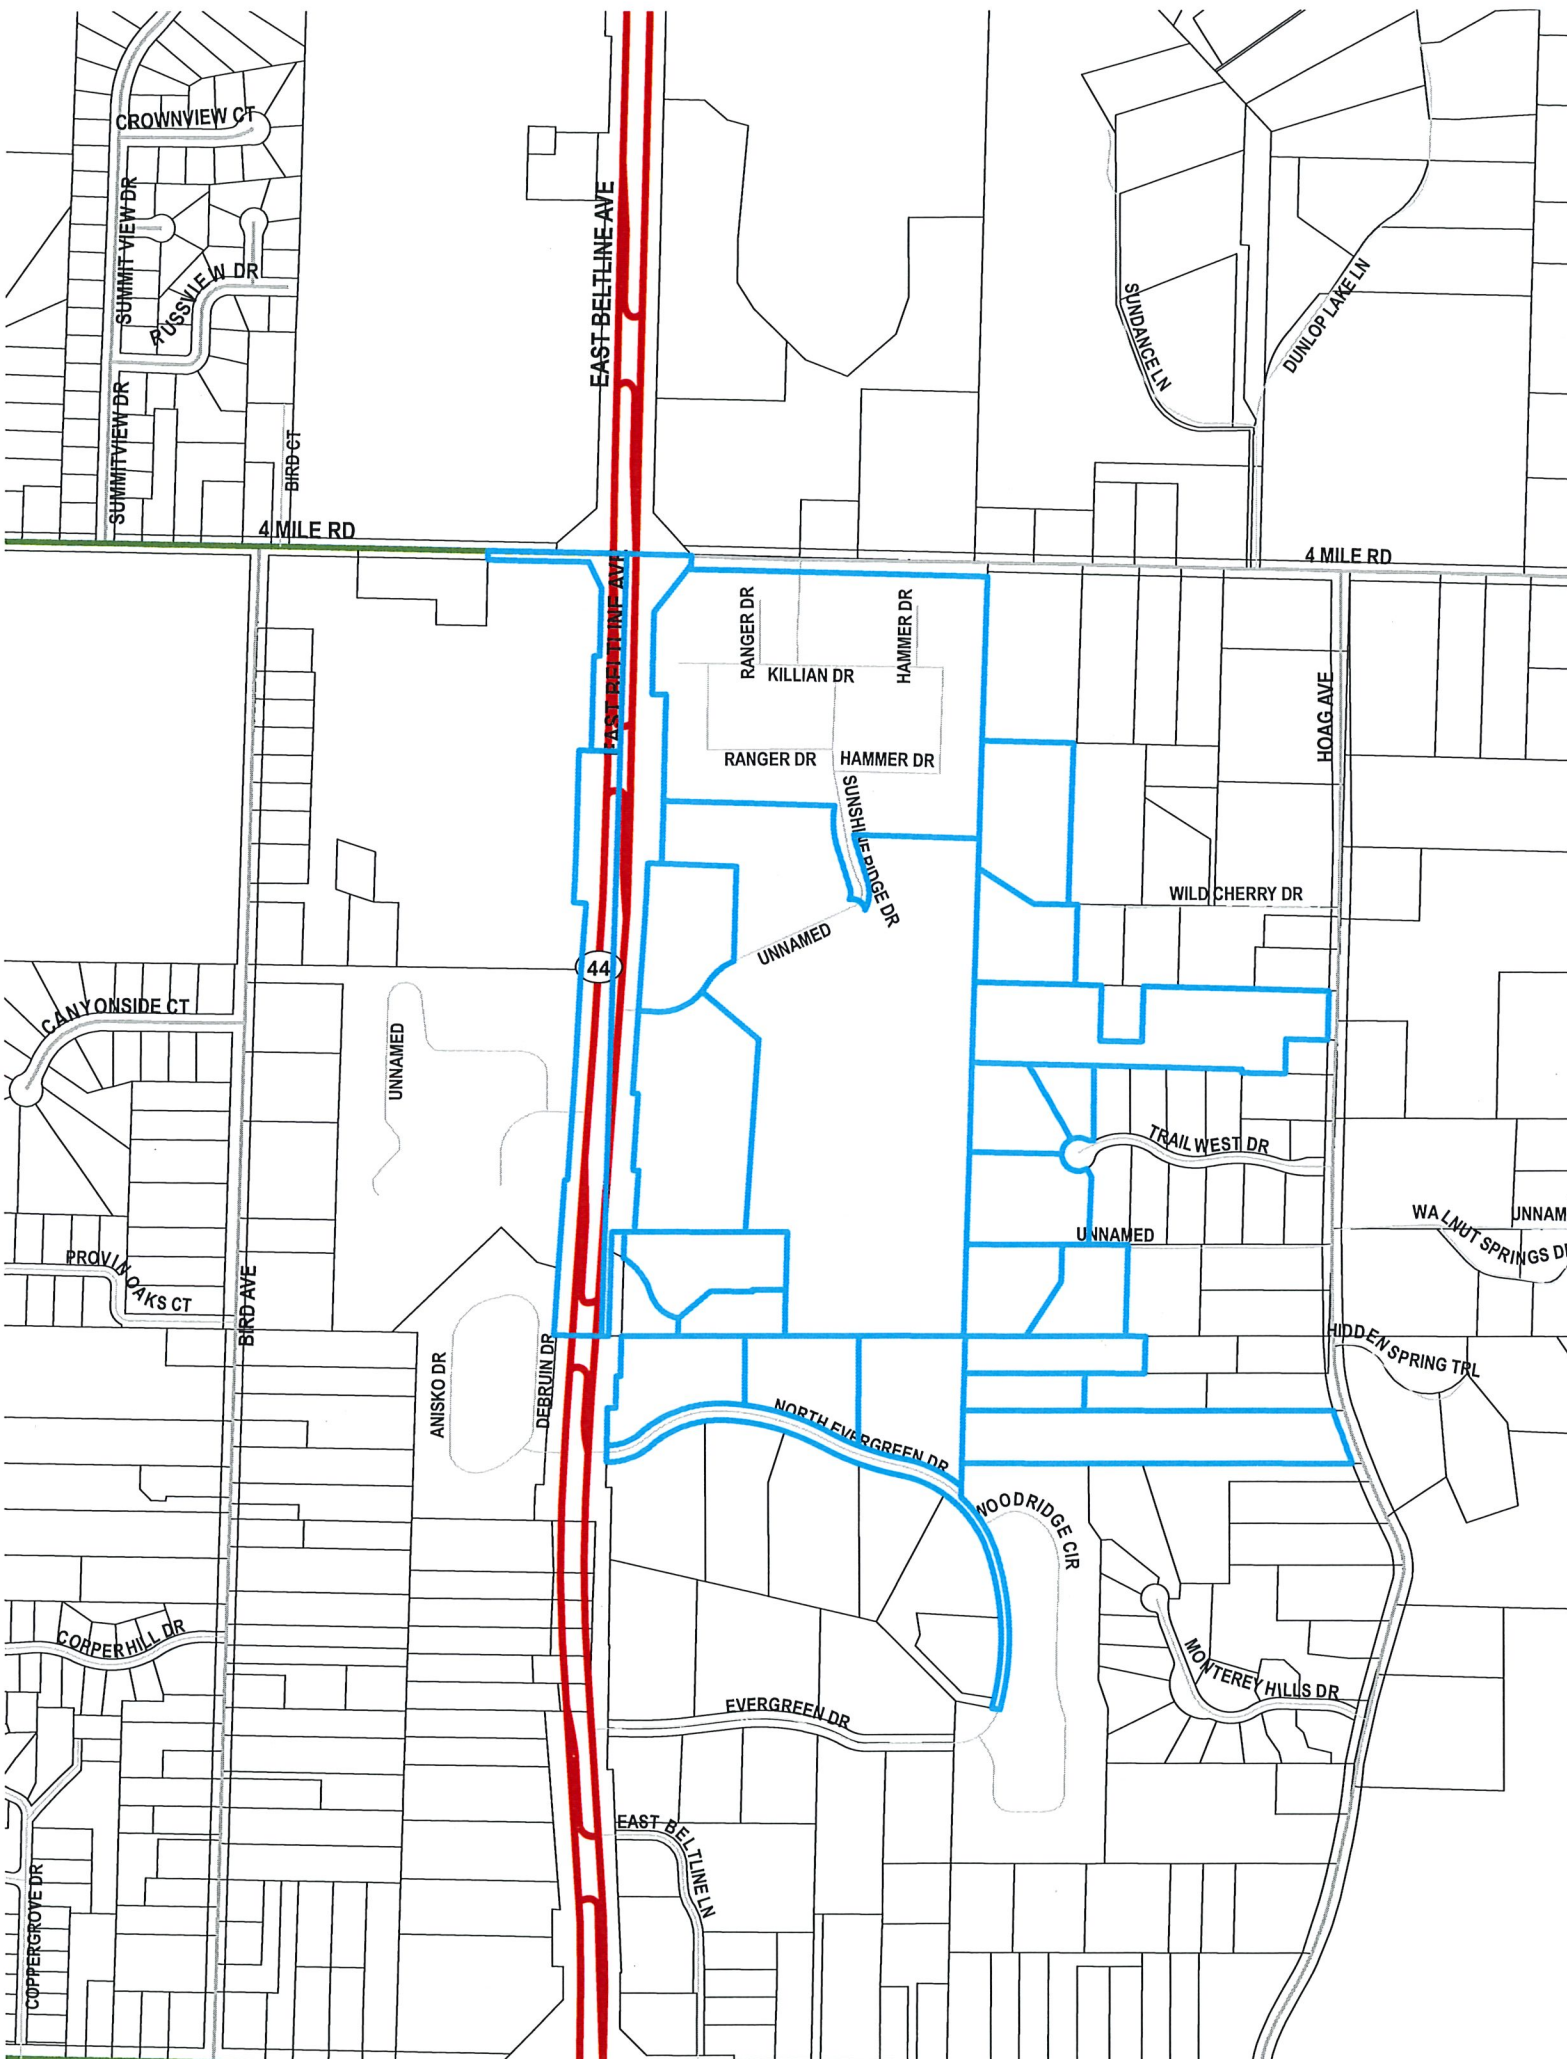 CROWNVIEW CT
SUMMIT VIEW DR
RUSSVIEW DR
EAST BELTLINE AVE
SUNDANCE LN
DUNLOP LAKE LN
SUMMITVIEW DR
BIRD CT
4 MILE RD
4 MILE RD
EAST BELTLINE AVE
RANGER DR
HAMMER DR
KILLIAN DR
HOAG AVE
RANGER DR
HAMMER DR
SUNSHINE RIDGE DR
WILD CHERRY DR
UNNAMED
44
CANYONSIDE CT
UNNAMED
TRAIL WEST DR
UNNAMED
WALNUT SPRINGS DR
UNNAM
PROVIN OAKS CT
BIRD AVE
HIDDEN SPRING TRL
ANISKO DR
DEBRUIN DR
NORTH EVERGREEN DR
WOODRIDGE CIR
COPPERHILL DR
MONTEREY HILLS DR
EVERGREEN DR
EAST BELTLINE LN
COPPERGROVE DR